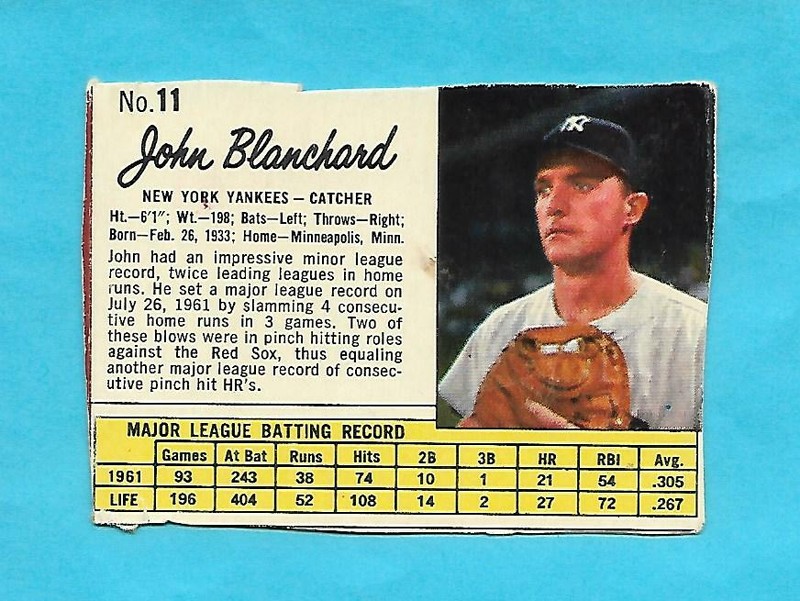 No. 11
John Blanchard
NEW YORK YANKEES — CATCHER
Ht.—6'1"; Wt.—198; Bats—Left; Throws—Right;
Born—Feb. 26, 1933; Home—Minneapolis, Minn.
John had an impressive minor league
record, twice leading leagues in home
runs. He set a major league record on
July 26, 1961 by slamming 4 consecu-
tive home runs in 3 games. Two of
these blows were in pinch hitting roles
against the Red Sox, thus equaling
another major league record of consec-
utive pinch hit HR's.
NY
MAJOR LEAGUE BATTING RECORD
Games At Bat Runs Hits 2B 3B HR RBI Avg.
1961 93 243 38 74 10 1 21 54 .305
LIFE 196 404 52 108 14 2 27 72 .267